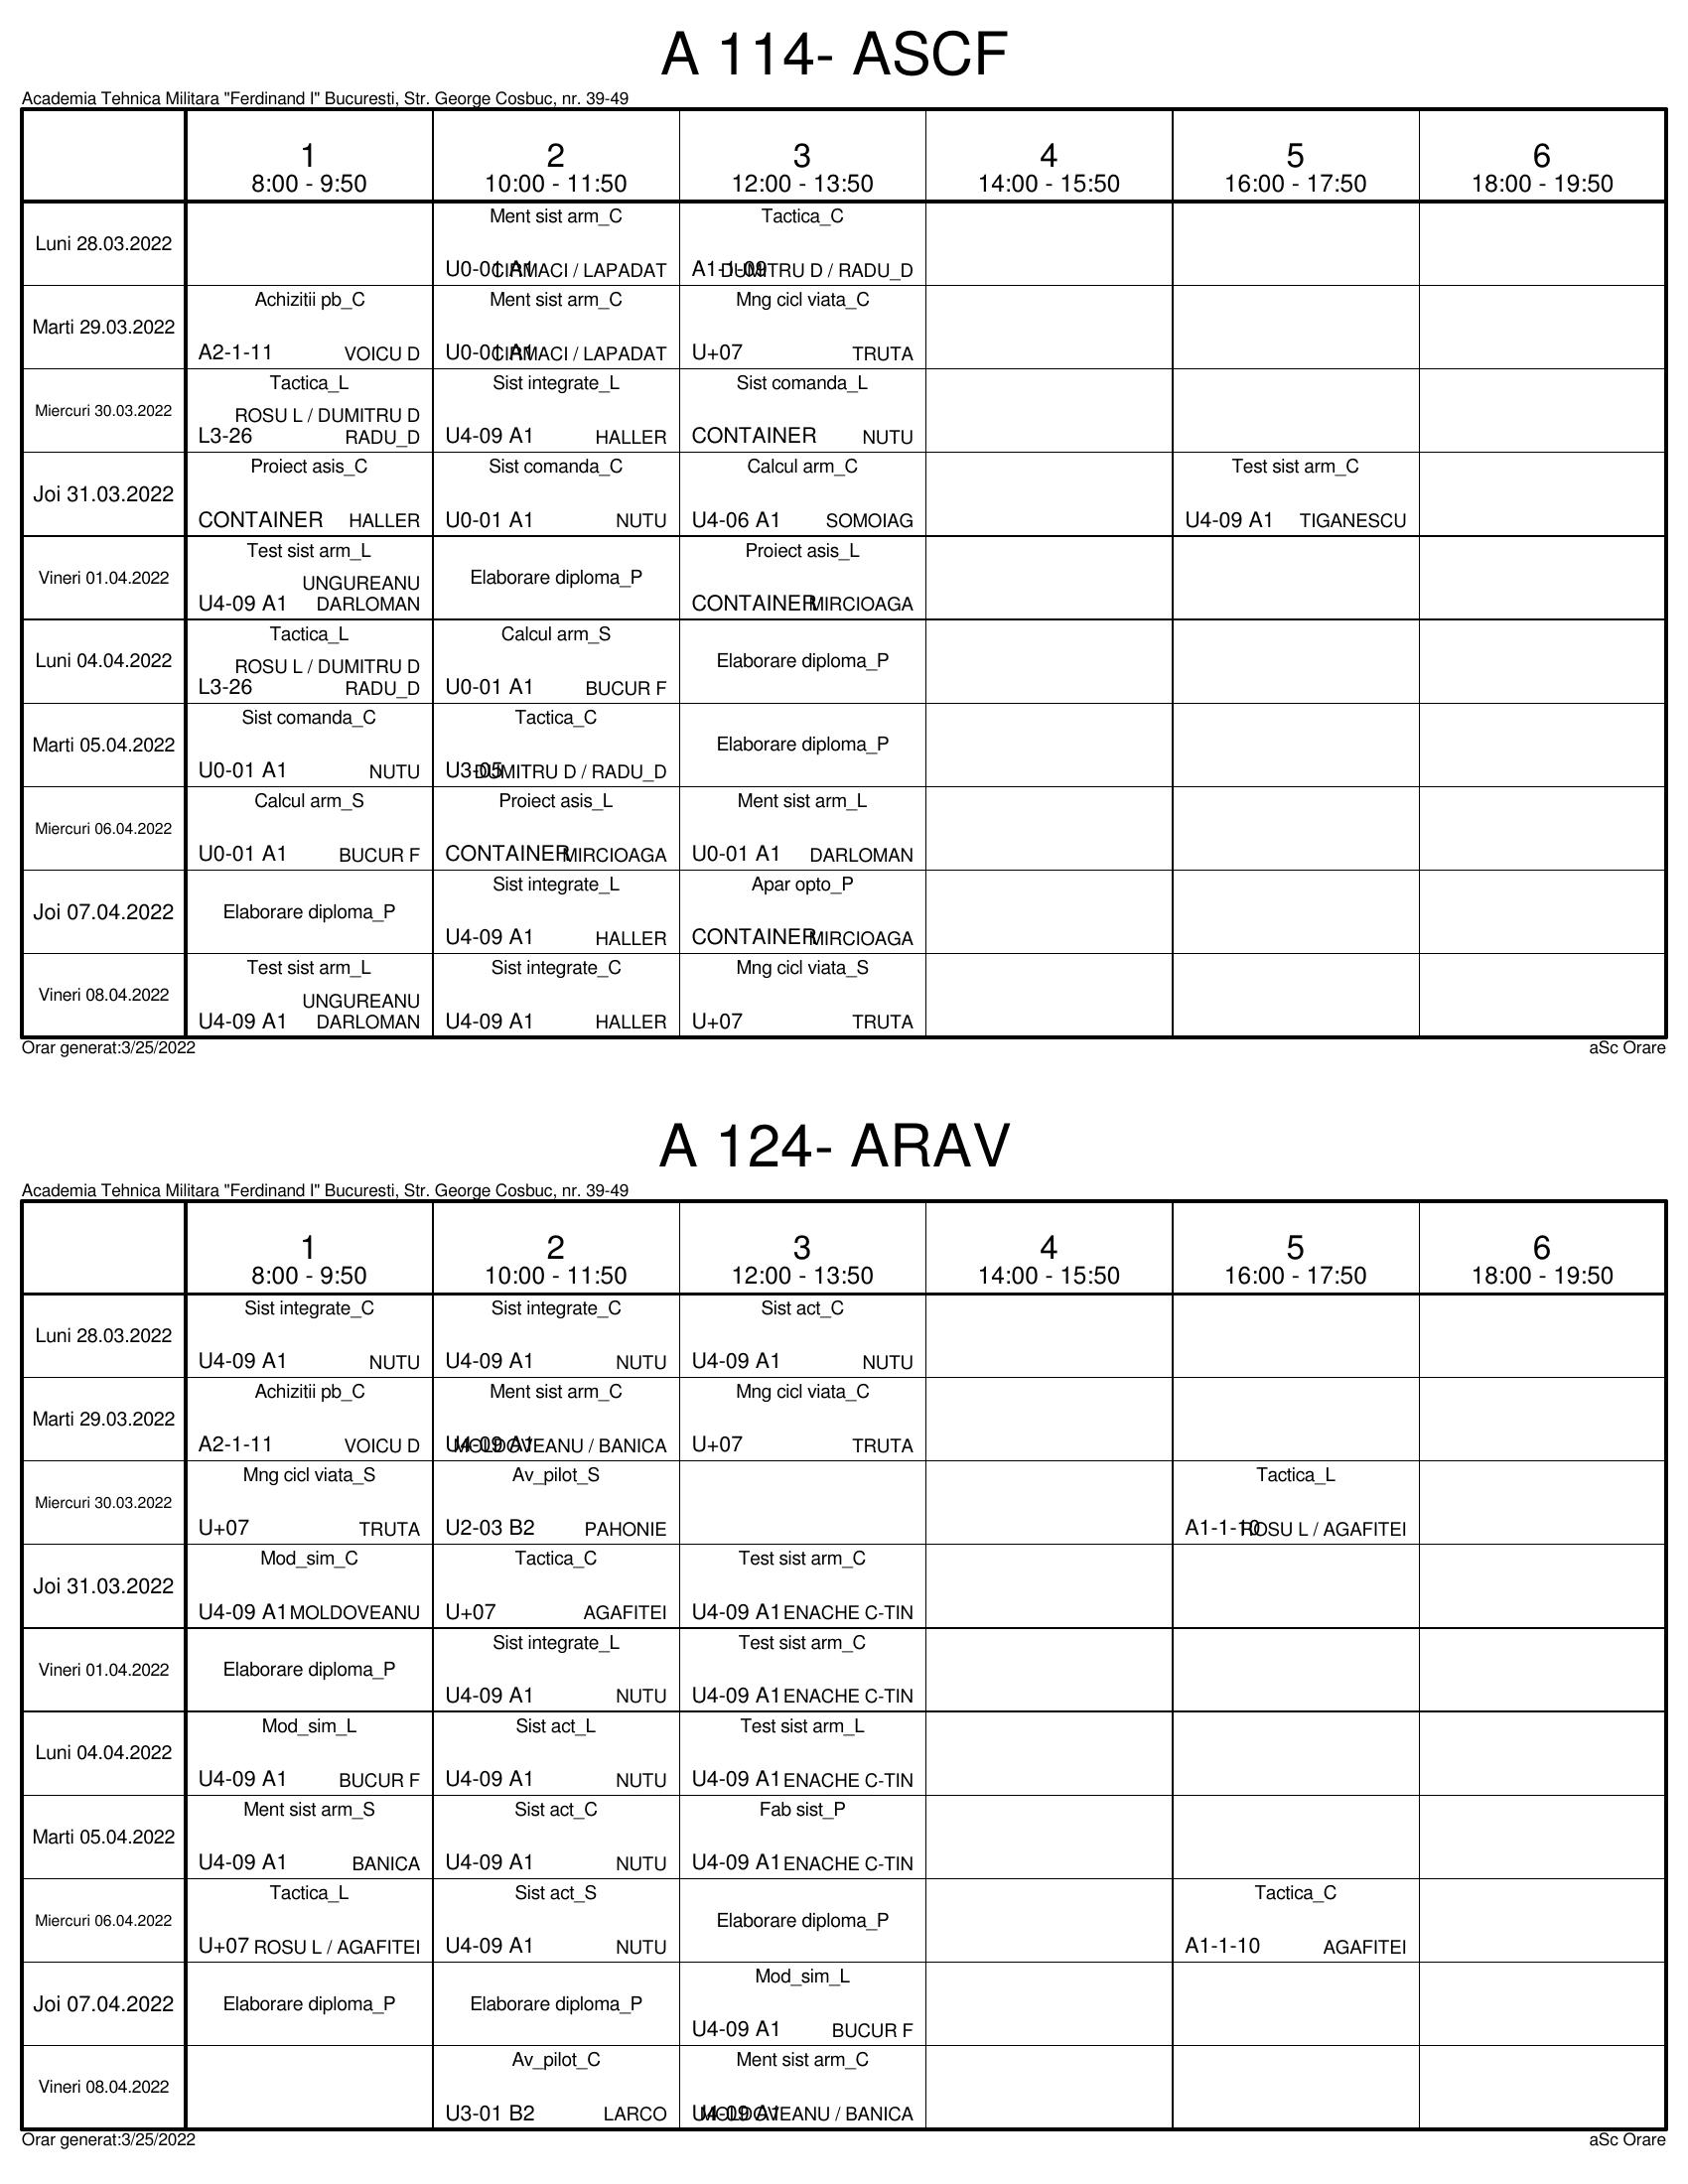 A 114- ASCF
Academia Tehnica Militara "Ferdinand I" Bucuresti, Str. George Cosbuc, nr. 39-49
1 2 3 4 5 6
8:00 - 9:50 10:00 - 11:50 12:00 - 13:50 14:00 - 15:50 16:00 - 17:50 18:00 - 19:50
Luni 28.03.2022
Ment sist arm_C
U0-01 A1 CIRMACI / LAPADAT
Tactica_C
A1-1-09 DUMITRU D / RADU_D
Marti 29.03.2022
Achizitii pb_C
A2-1-11 VOICU D
Ment sist arm_C
U0-01 A1 CIRMACI / LAPADAT
Mng cicl viata_C
U+07 TRUTA
Miercuri 30.03.2022
Tactica_L
ROSU L / DUMITRU D
L3-26 RADU_D
Sist integrate_L
U4-09 A1 HALLER
Sist comanda_L
CONTAINER NUTU
Joi 31.03.2022
Proiect asis_C
CONTAINER HALLER
Sist comanda_C
U0-01 A1 NUTU
Calcul arm_C
U4-06 A1 SOMOIAG
Test sist arm_C
U4-09 A1 TIGANESCU
Vineri 01.04.2022
Test sist arm_L
UNGUREANU
U4-09 A1 DARLOMAN
Elaborare diploma_P
Proiect asis_L
CONTAINER MIRCIOAGA
Luni 04.04.2022
Tactica_L
ROSU L / DUMITRU D
L3-26 RADU_D
Calcul arm_S
U0-01 A1 BUCUR F
Elaborare diploma_P
Marti 05.04.2022
Sist comanda_C
U0-01 A1 NUTU
Tactica_C
U3-05 DUMITRU D / RADU_D
Elaborare diploma_P
Miercuri 06.04.2022
Calcul arm_S
U0-01 A1 BUCUR F
Proiect asis_L
CONTAINER MIRCIOAGA
Ment sist arm_L
U0-01 A1 DARLOMAN
Joi 07.04.2022
Elaborare diploma_P
Sist integrate_L
U4-09 A1 HALLER
Apar opto_P
CONTAINER MIRCIOAGA
Vineri 08.04.2022
Test sist arm_L
UNGUREANU
U4-09 A1 DARLOMAN
Sist integrate_C
U4-09 A1 HALLER
Mng cicl viata_S
U+07 TRUTA
Orar generat:3/25/2022 aSc Orare
A 124- ARAV
Academia Tehnica Militara "Ferdinand I" Bucuresti, Str. George Cosbuc, nr. 39-49
1 2 3 4 5 6
8:00 - 9:50 10:00 - 11:50 12:00 - 13:50 14:00 - 15:50 16:00 - 17:50 18:00 - 19:50
Luni 28.03.2022
Sist integrate_C
U4-09 A1 NUTU
Sist integrate_C
U4-09 A1 NUTU
Sist act_C
U4-09 A1 NUTU
Marti 29.03.2022
Achizitii pb_C
A2-1-11 VOICU D
Ment sist arm_C
U4-09 A1 MOLDOVEANU / BANICA
Mng cicl viata_C
U+07 TRUTA
Miercuri 30.03.2022
Mng cicl viata_S
U+07 TRUTA
Av_pilot_S
U2-03 B2 PAHONIE
Tactica_L
A1-1-10 ROSU L / AGAFITEI
Joi 31.03.2022
Mod_sim_C
U4-09 A1 MOLDOVEANU
Tactica_C
U+07 AGAFITEI
Test sist arm_C
U4-09 A1 ENACHE C-TIN
Vineri 01.04.2022
Elaborare diploma_P
Sist integrate_L
U4-09 A1 NUTU
Test sist arm_C
U4-09 A1 ENACHE C-TIN
Luni 04.04.2022
Mod_sim_L
U4-09 A1 BUCUR F
Sist act_L
U4-09 A1 NUTU
Test sist arm_L
U4-09 A1 ENACHE C-TIN
Marti 05.04.2022
Ment sist arm_S
U4-09 A1 BANICA
Sist act_C
U4-09 A1 NUTU
Fab sist_P
U4-09 A1 ENACHE C-TIN
Miercuri 06.04.2022
Tactica_L
U+07 ROSU L / AGAFITEI
Sist act_S
U4-09 A1 NUTU
Elaborare diploma_P
Tactica_C
A1-1-10 AGAFITEI
Joi 07.04.2022
Elaborare diploma_P
Elaborare diploma_P
Mod_sim_L
U4-09 A1 BUCUR F
Vineri 08.04.2022
Av_pilot_C
U3-01 B2 LARCO
Ment sist arm_C
U4-09 A1 MOLDOVEANU / BANICA
Orar generat:3/25/2022 aSc Orare